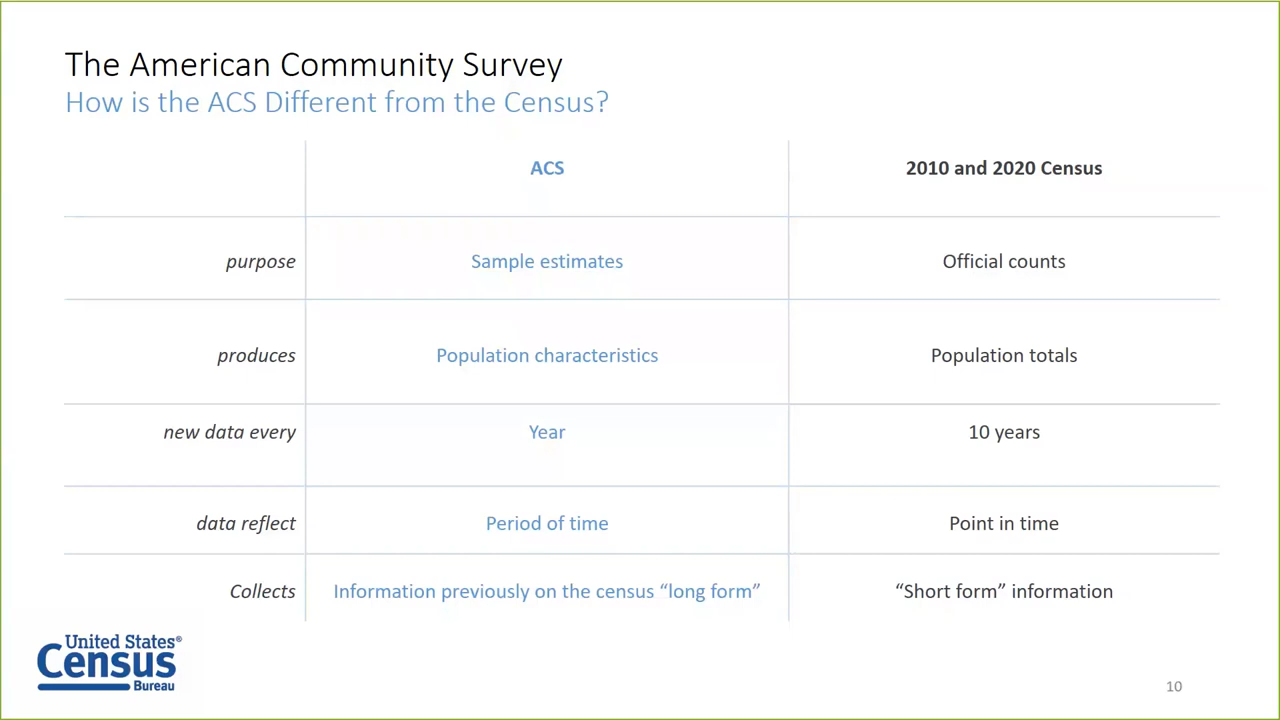 The American Community Survey
How is the ACS Different from the Census?
ACS
2010 and 2020 Census
purpose
Sample estimates
Official counts
produces
Population characteristics
Population totals
new data every
Year
10 years
data reflect
Period of time
Point in time
Collects
Information previously on the census “long form”
“Short form” information
United States®
Census
Bureau
10